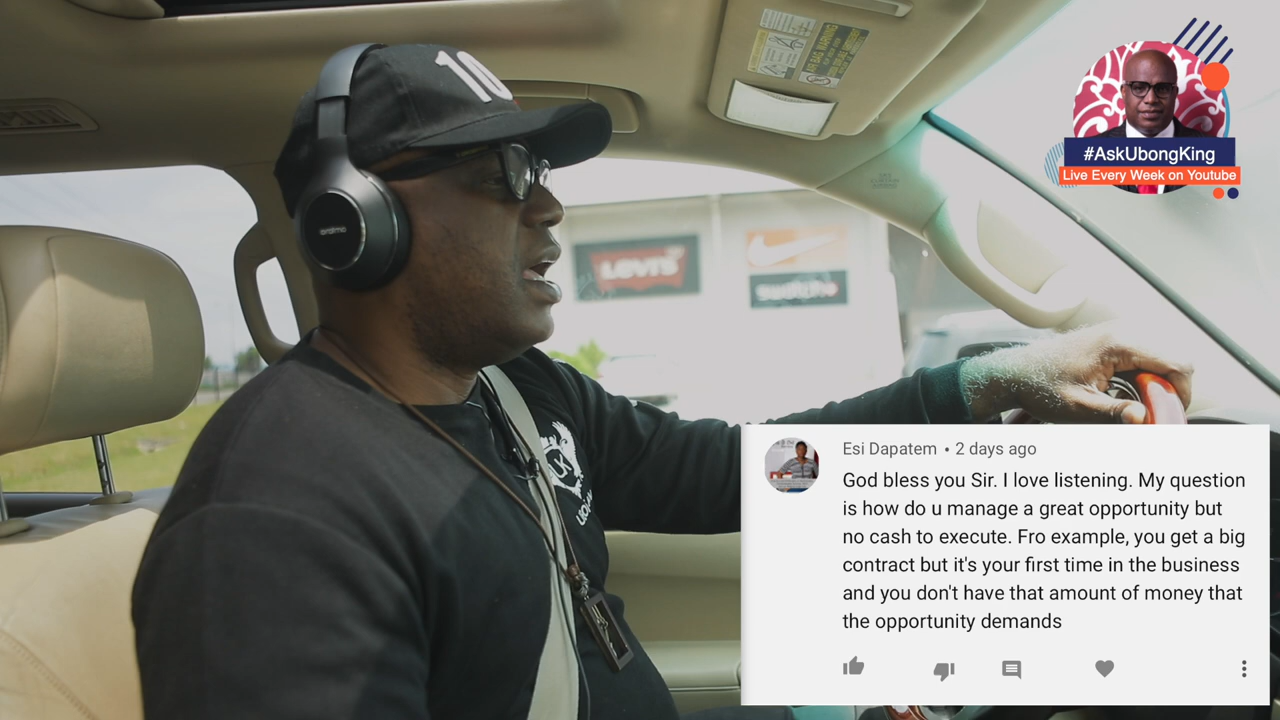 10
oraimo
#AskUbongKing
Live Every Week on Youtube
LEVI'S
swatch
UK
Esi Dapatem • 2 days ago
God bless you Sir. I love listening. My question
is how do u manage a great opportunity but
no cash to execute. Fro example, you get a big
contract but it's your first time in the business
and you don't have that amount of money that
the opportunity demands